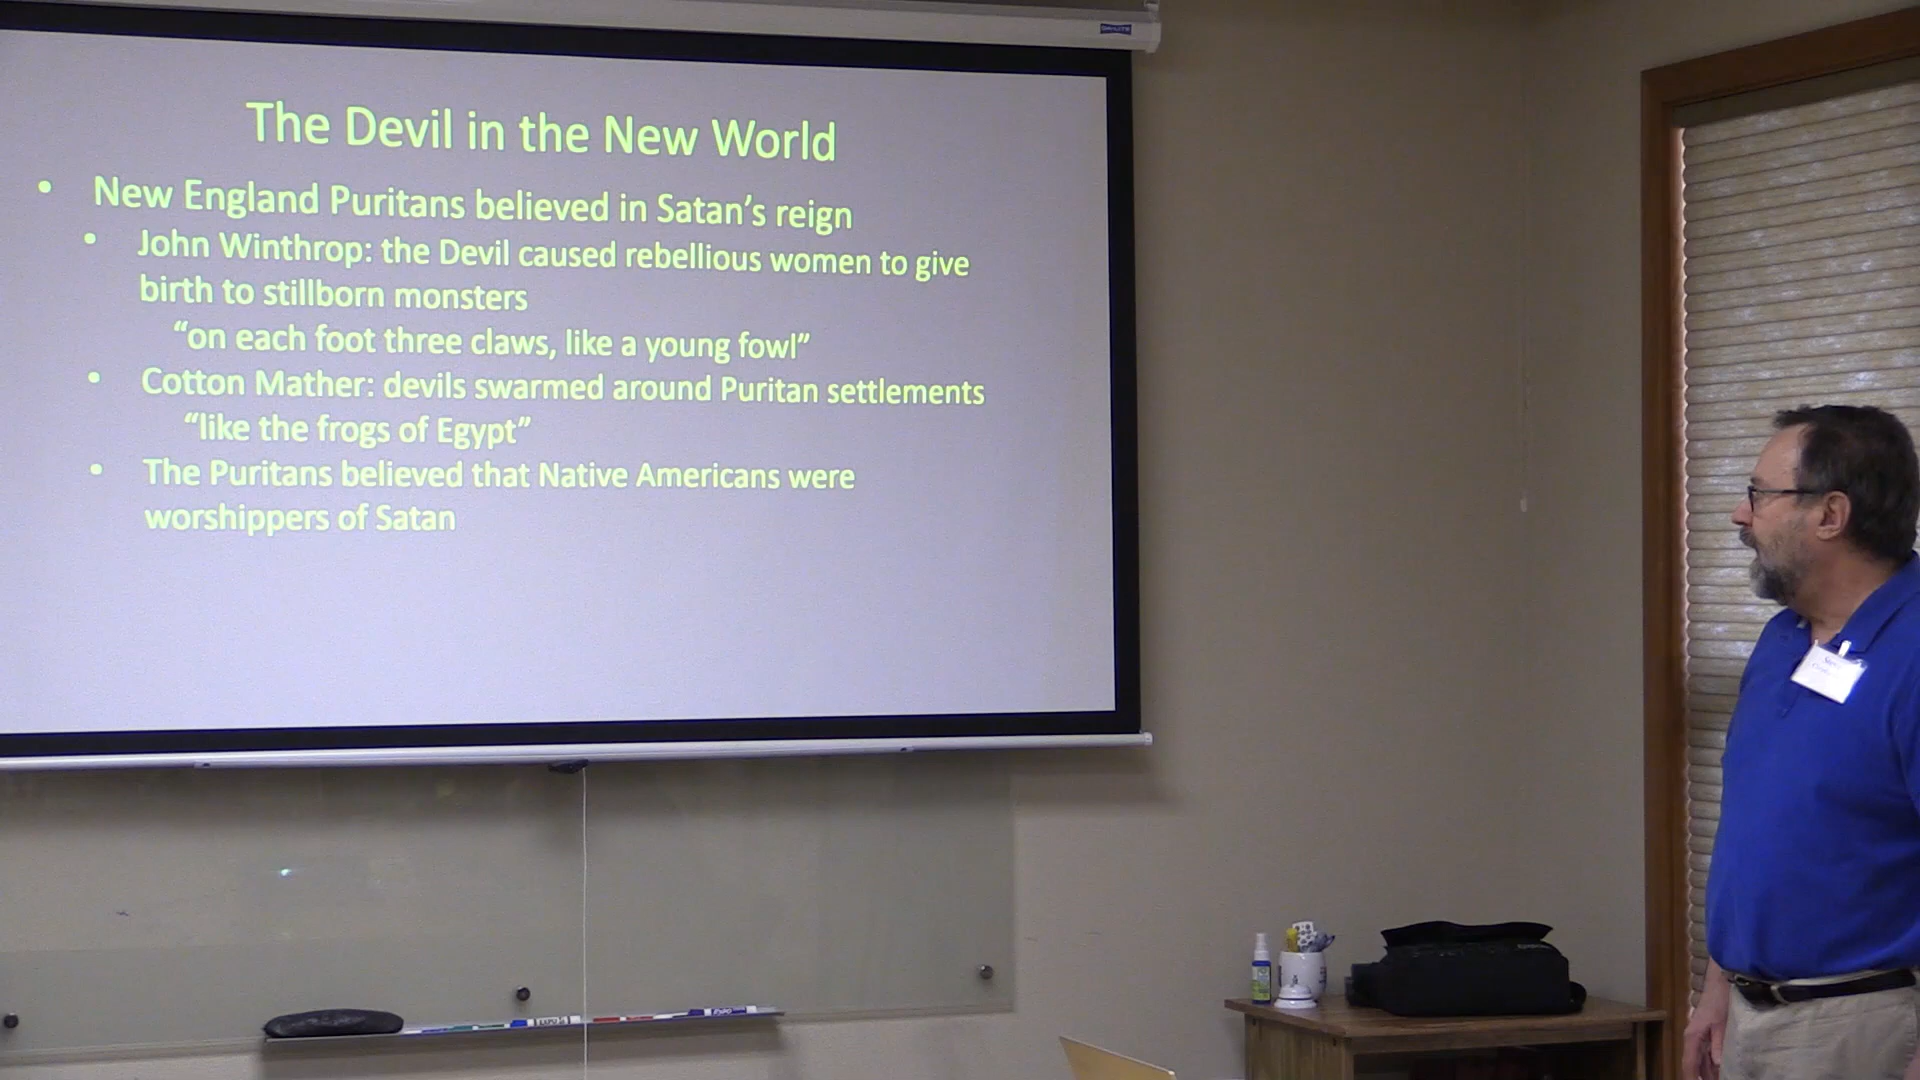 The Devil in the New World
• New England Puritans believed in Satan's reign
• John Winthrop: the Devil caused rebellious women to give
birth to stillborn monsters
“on each foot three claws, like a young fowl”
• Cotton Mather: devils swarmed around Puritan settlements
“like the frogs of Egypt”
• The Puritans believed that Native Americans were
worshippers of Satan
EXPO
EXPO